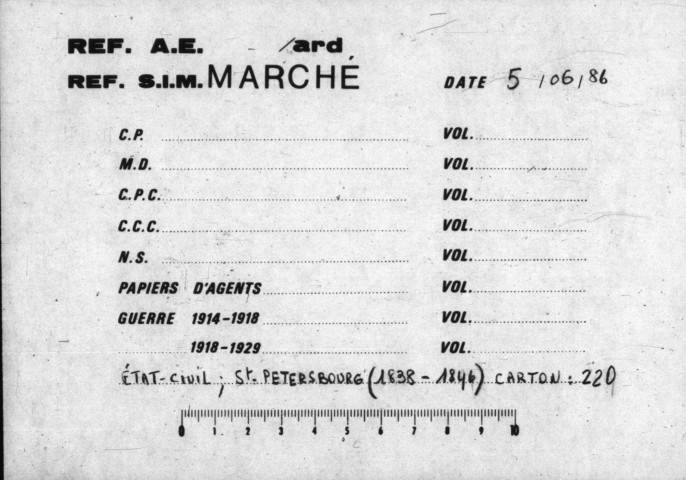 REF. A.E. ard
REF. S.I.M. MARCHÉ DATE 5 / 06 / 86
C.P. VOL.
M.D. VOL.
C.P.C. VOL.
C.C.C. VOL.
N.S. VOL.
PAPIERS D'AGENTS VOL.
GUERRE 1914-1918 VOL.
1918-1929 VOL.
ÉTAT-CIVIL ; St. PETERSBOURG (1838 - 1846) CARTON : 220
0 1 2 3 4 5 6 7 8 9 10